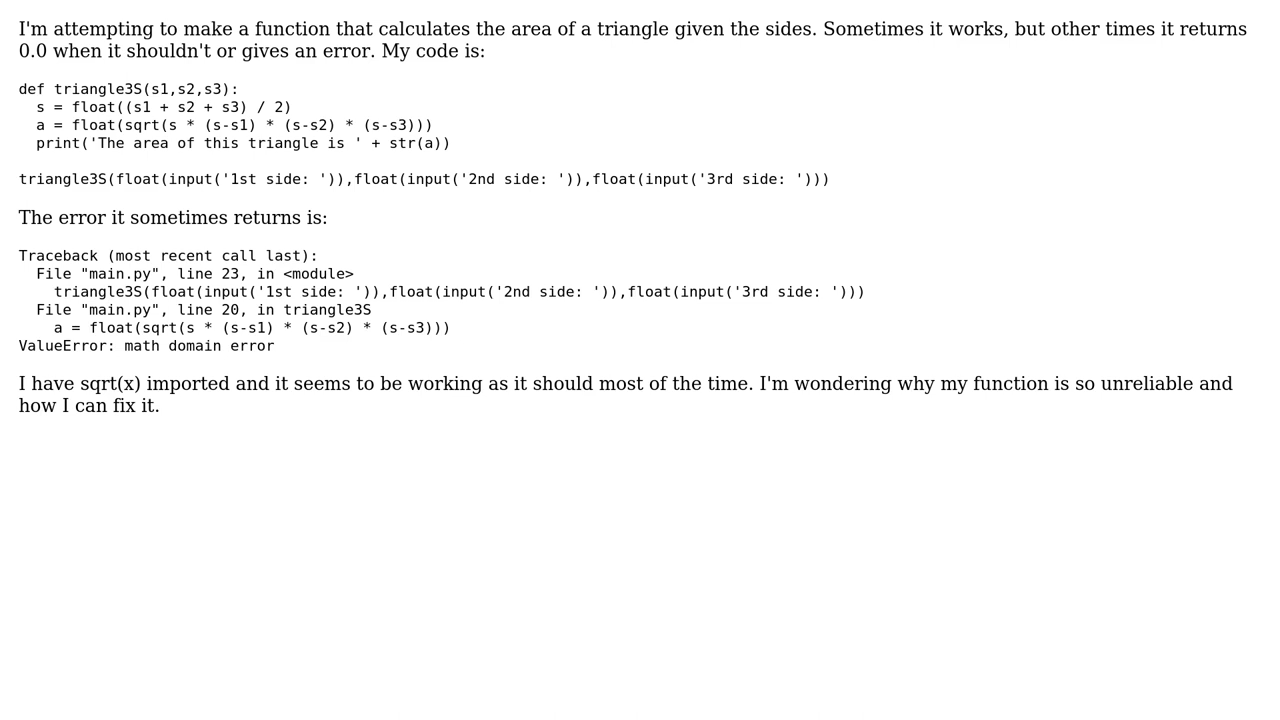 I'm attempting to make a function that calculates the area of a triangle given the sides. Sometimes it works, but other times it returns
0.0 when it shouldn't or gives an error. My code is:
def triangle3S(s1,s2,s3):
  s = float((s1 + s2 + s3) / 2)
  a = float(sqrt(s * (s-s1) * (s-s2) * (s-s3)))
  print('The area of this triangle is ' + str(a))
triangle3S(float(input('1st side: ')),float(input('2nd side: ')),float(input('3rd side: ')))
The error it sometimes returns is:
Traceback (most recent call last):
  File "main.py", line 23, in <module>
    triangle3S(float(input('1st side: ')),float(input('2nd side: ')),float(input('3rd side: ')))
  File "main.py", line 20, in triangle3S
    a = float(sqrt(s * (s-s1) * (s-s2) * (s-s3)))
ValueError: math domain error
I have sqrt(x) imported and it seems to be working as it should most of the time. I'm wondering why my function is so unreliable and
how I can fix it.